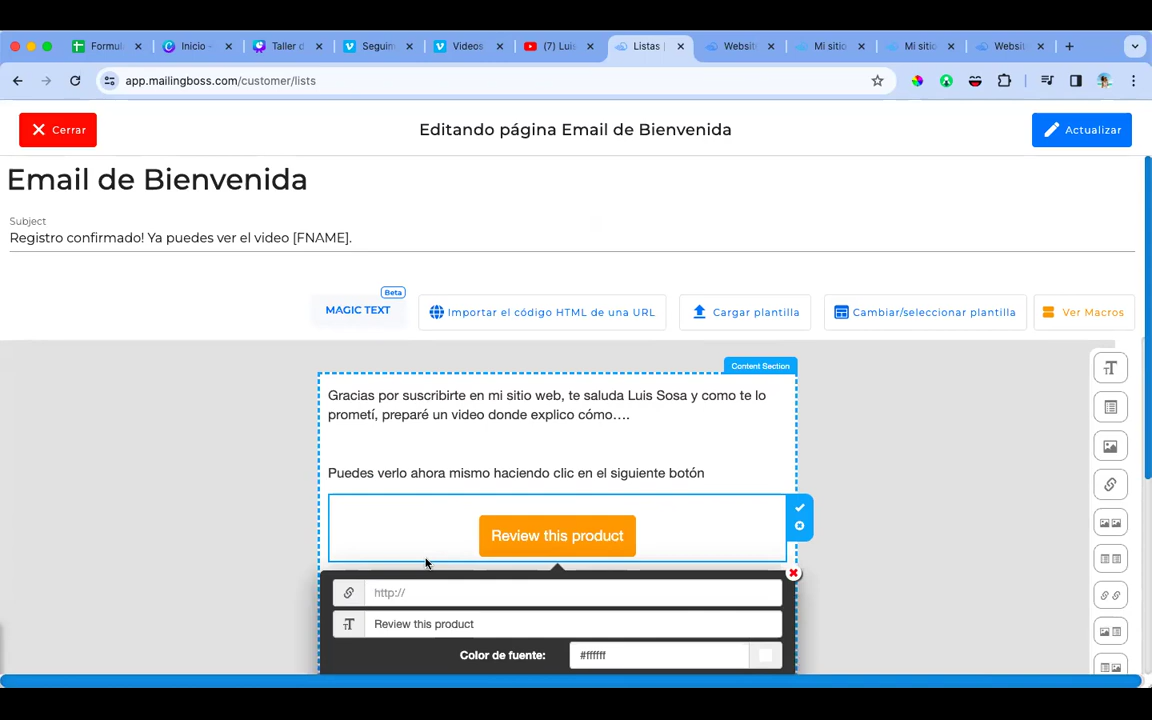 Formul
Inicio -
Taller d
Seguin
Videos
(7) Luis
Listas |
Websit
Mi sitio
Mi sitio
Websit
app.mailingboss.com/customer/lists
Cerrar
Editando página Email de Bienvenida
Actualizar
Email de Bienvenida
Subject
Registro confirmado! Ya puedes ver el video [FNAME].
Beta
MAGIC TEXT
Importar el código HTML de una URL
Cargar plantilla
Cambiar/seleccionar plantilla
Ver Macros
Content Section
Gracias por suscribirte en mi sitio web, te saluda Luis Sosa y como te lo
prometí, preparé un video donde explico cómo….
Puedes verlo ahora mismo haciendo clic en el siguiente botón
Review this product
http://
Review this product
Color de fuente:
#ffffff